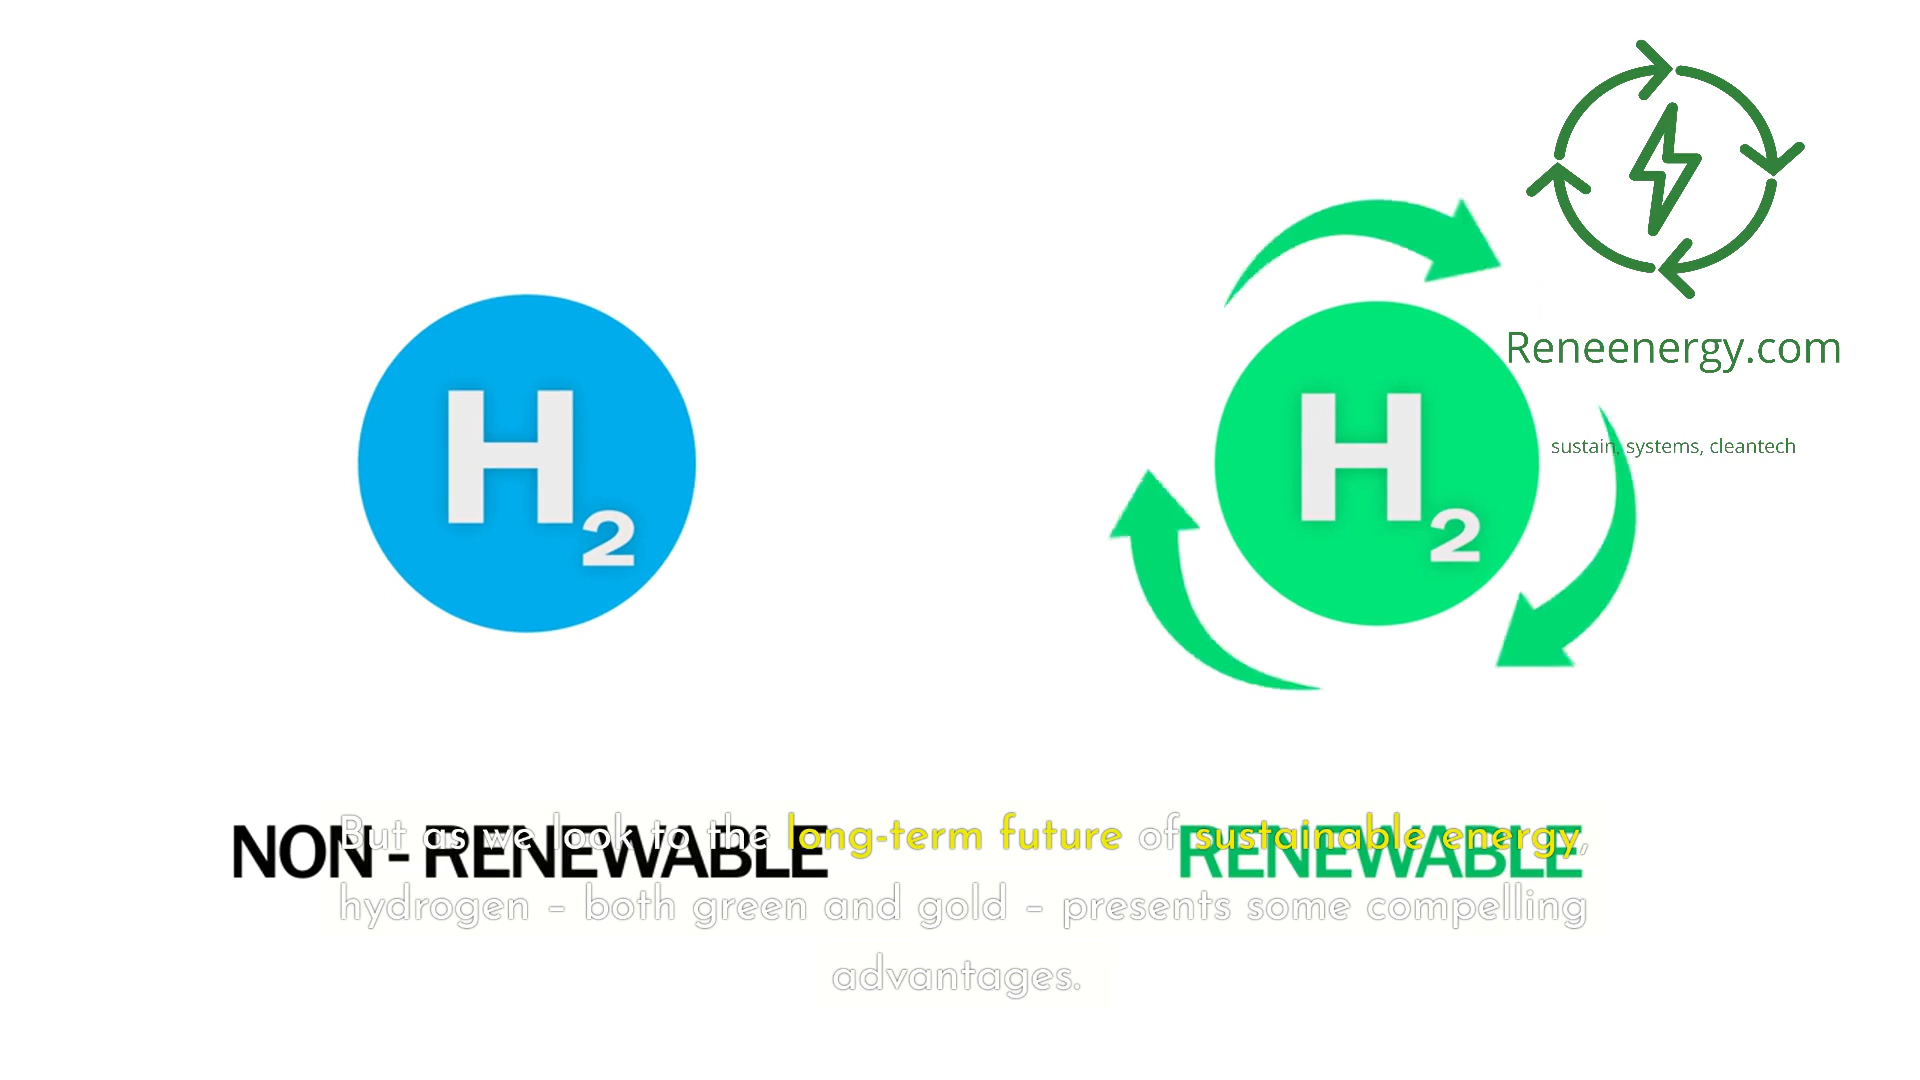 Reneenergy.com
sustain, systems, cleantech
H2
H2
NON - RENEWABLE
RENEWABLE
But as we look to the long-term future of sustainable energy,
hydrogen - both green and gold - presents some compelling
advantages.